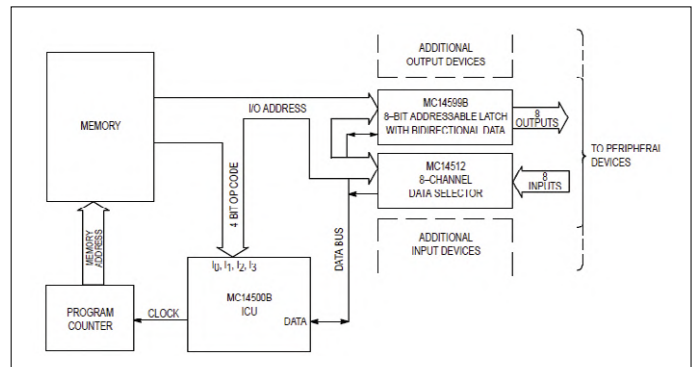 ADDITIONAL
OUTPUT DEVICES
MEMORY
I/O ADDRESS
MC14599B
8–BIT ADDRESSABLE LATCH
WITH BIDIRECTIONAL DATA
8
OUTPUTS
TO PERIPHERAL
DEVICES
MC14512
8–CHANNEL
DATA SELECTOR
8
INPUTS
4 BIT OP CODE
DATA BUS
ADDITIONAL
INPUT DEVICES
MEMORY
ADDRESS
I0, I1, I2, I3
MC14500B
ICU
DATA
CLOCK
PROGRAM
COUNTER